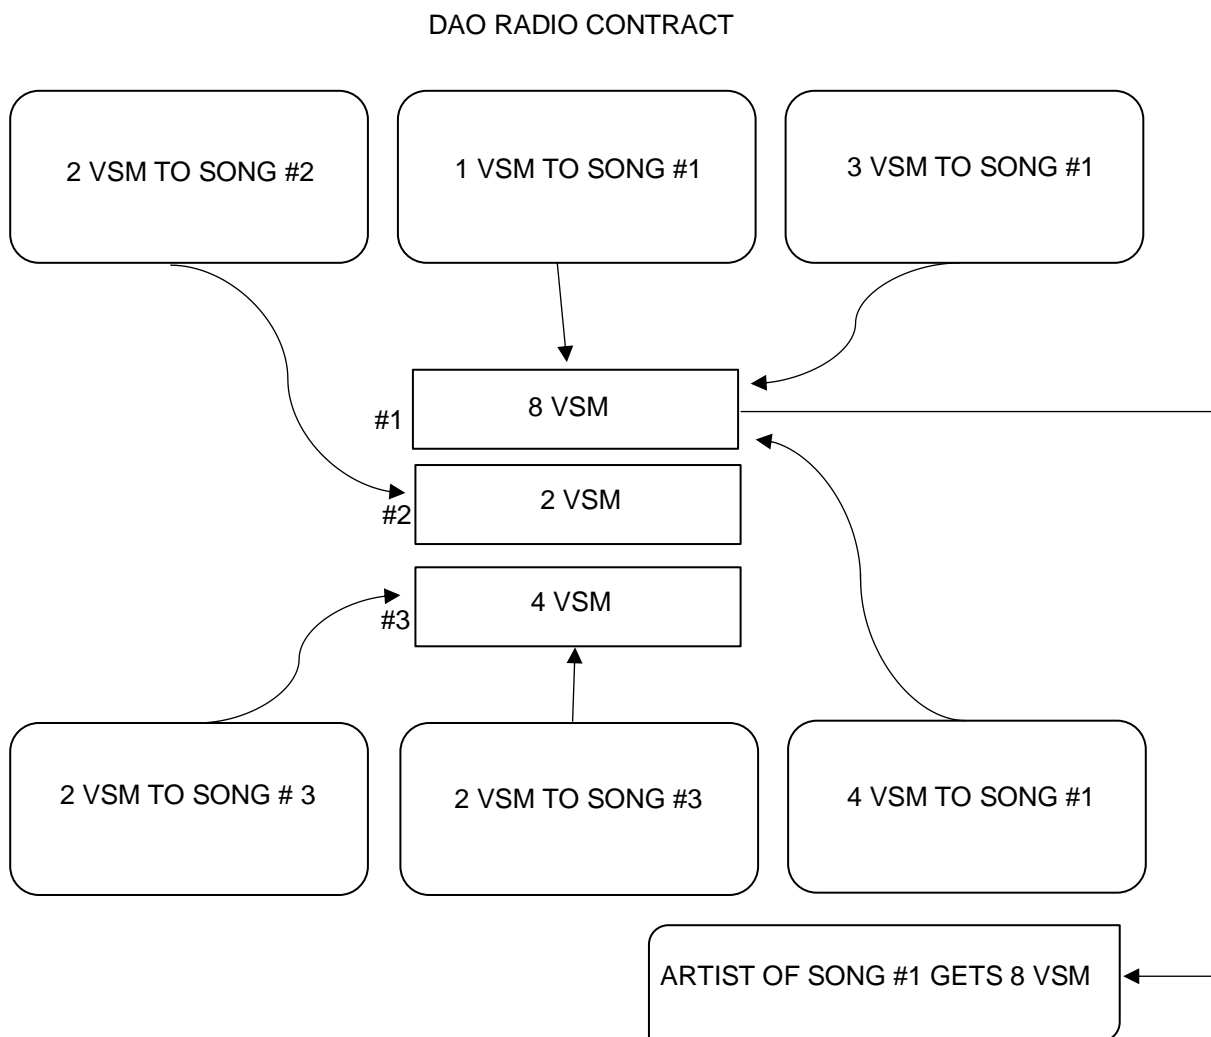 DAO RADIO CONTRACT
2 VSM TO SONG #2
1 VSM TO SONG #1
3 VSM TO SONG #1
#1
8 VSM
#2
2 VSM
#3
4 VSM
2 VSM TO SONG # 3
2 VSM TO SONG #3
4 VSM TO SONG #1
ARTIST OF SONG #1 GETS 8 VSM